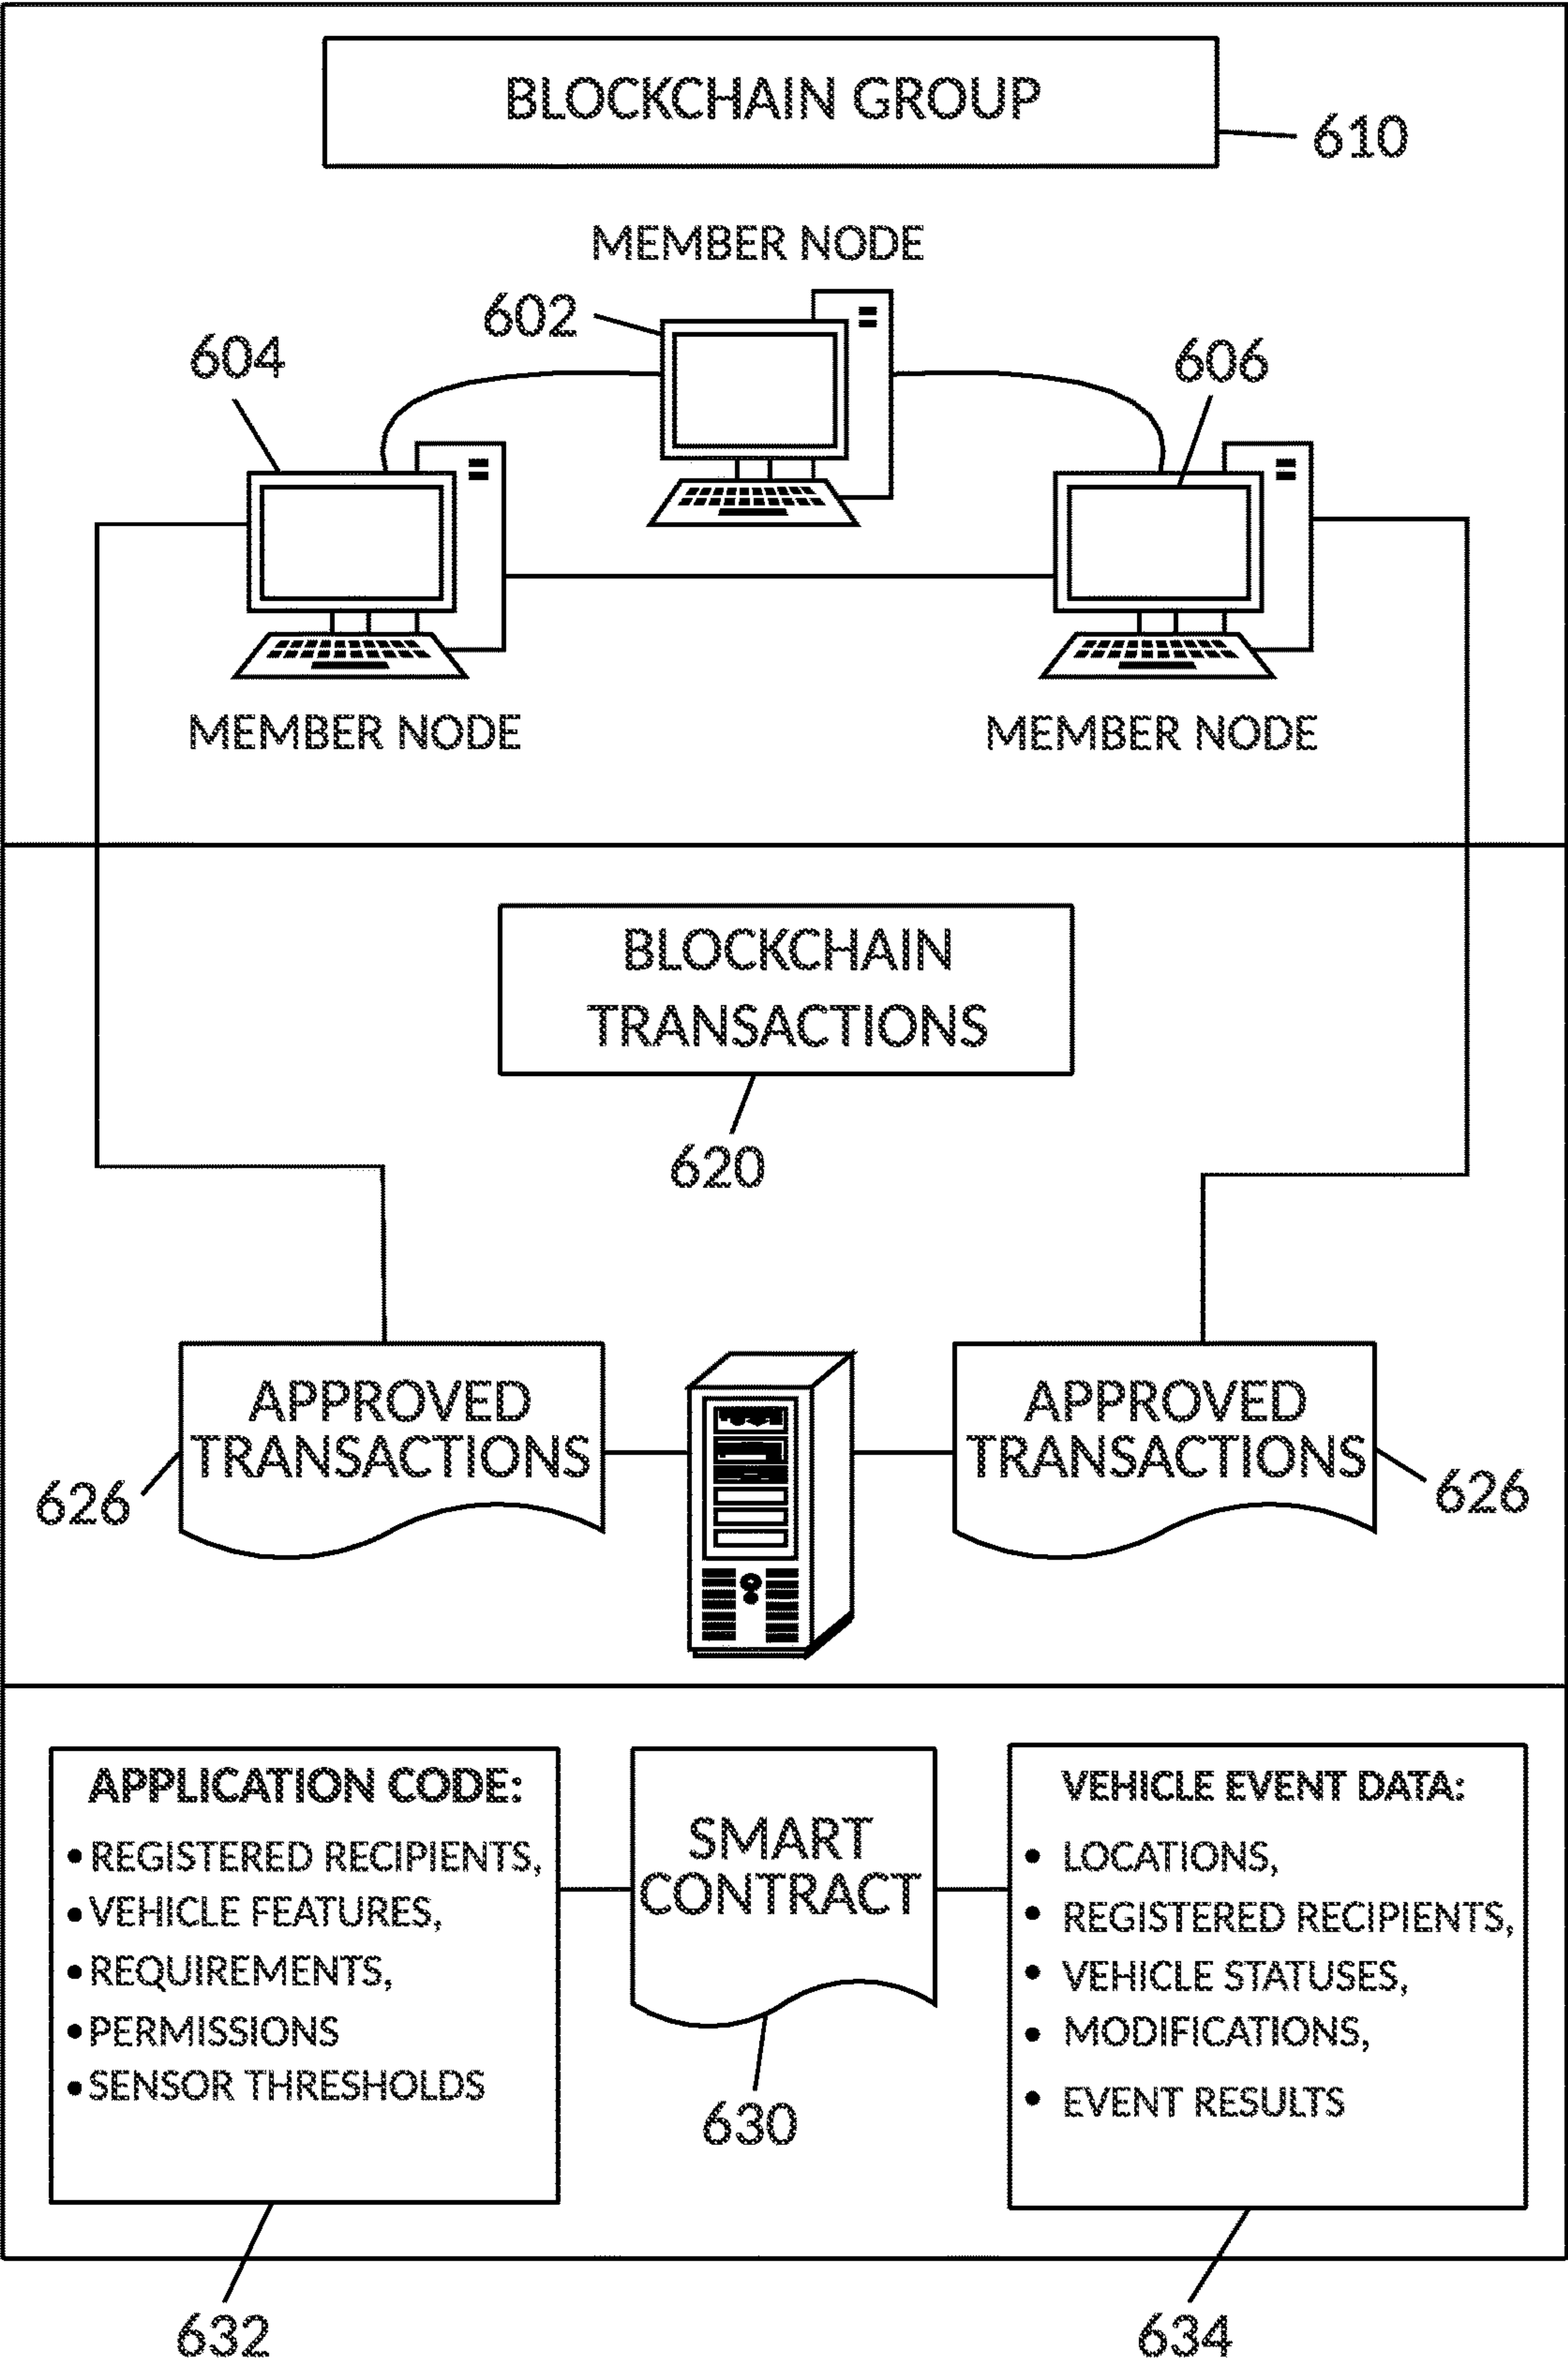 BLOCKCHAIN GROUP
610
MEMBER NODE
602
604
606
MEMBER NODE
MEMBER NODE
BLOCKCHAIN
TRANSACTIONS
620
APPROVED
TRANSACTIONS
626
APPROVED
TRANSACTIONS
626
APPLICATION CODE:
• REGISTERED RECIPIENTS,
• VEHICLE FEATURES,
• REQUIREMENTS,
• PERMISSIONS
• SENSOR THRESHOLDS
SMART
CONTRACT
630
VEHICLE EVENT DATA:
• LOCATIONS,
• REGISTERED RECIPIENTS,
• VEHICLE STATUSES,
• MODIFICATIONS,
• EVENT RESULTS
632
634